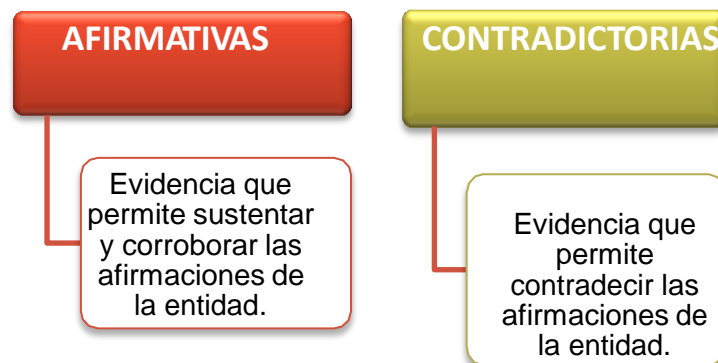 AFIRMATIVAS
Evidencia que
permite sustentar
y corroborar las
afirmaciones de
la entidad.
CONTRADICTORIAS
Evidencia que
permite
contradecir las
afirmaciones de
la entidad.